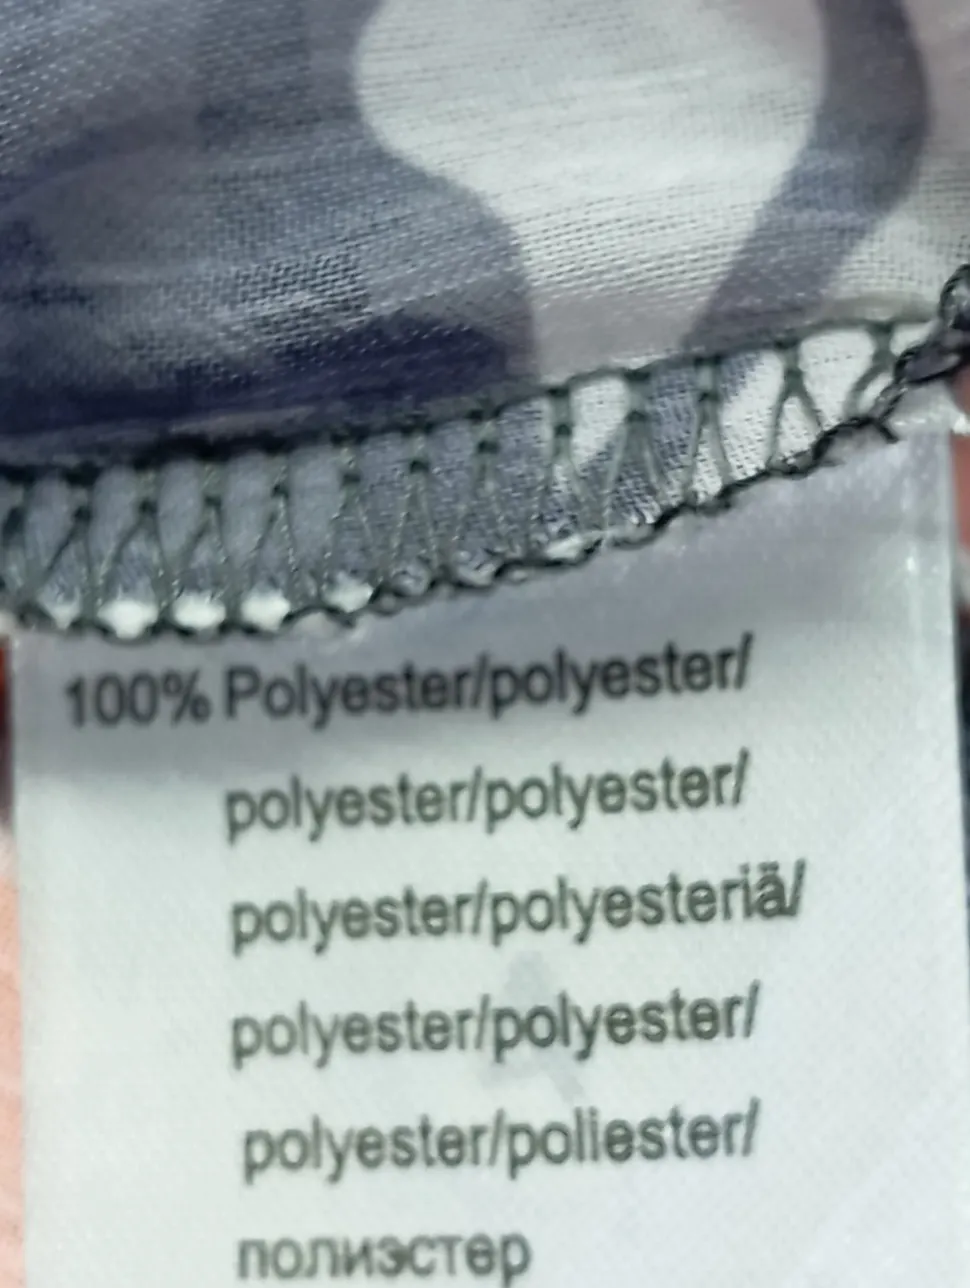 100% Polyester/polyester/
polyester/polyester/
polyester/polyesteriä/
polyester/polyester/
polyester/poliester/
полиэстер